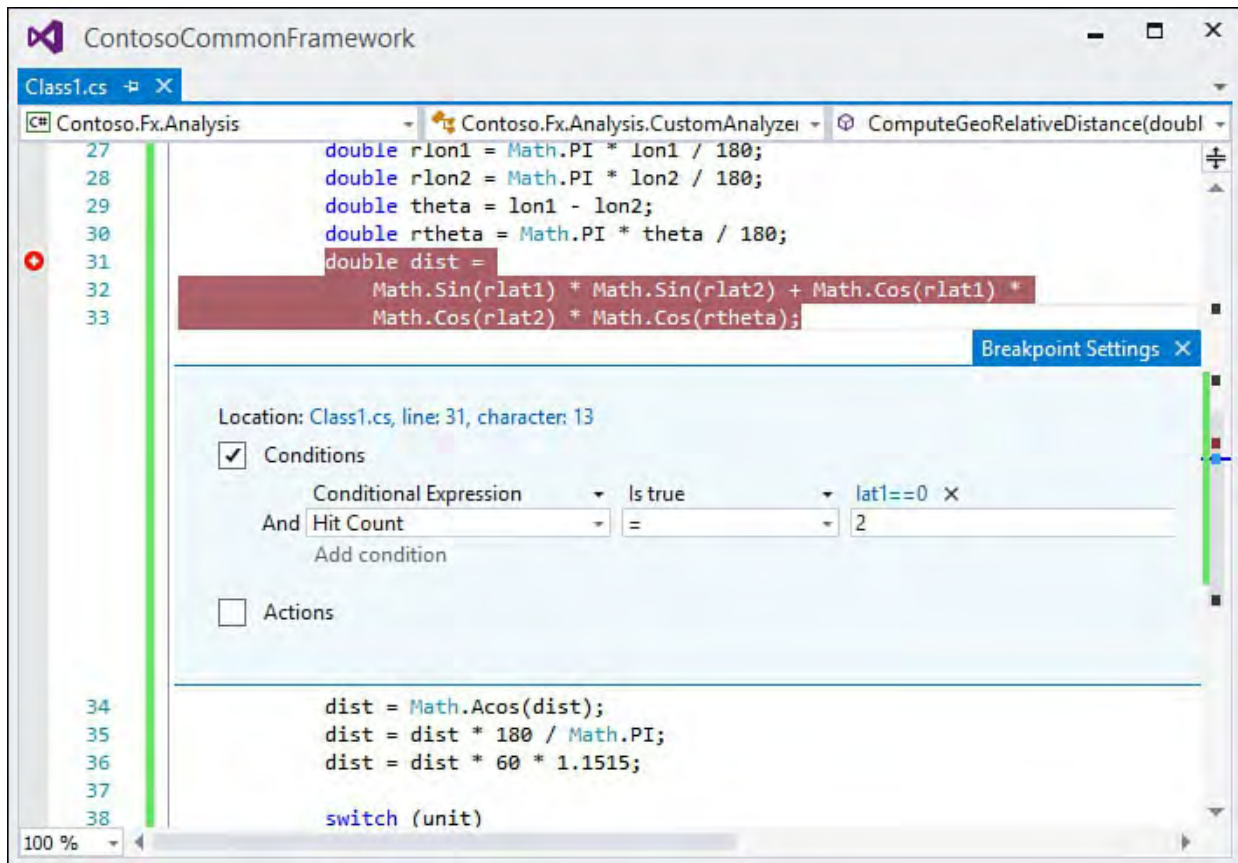 ContosoCommonFramework
Class1.cs
C# Contoso.Fx.Analysis Contoso.Fx.Analysis.CustomAnalyzer ComputeGeoRelativeDistance(doubl
27 double rlon1 = Math.PI * lon1 / 180;
28 double rlon2 = Math.PI * lon2 / 180;
29 double theta = lon1 - lon2;
30 double rtheta = Math.PI * theta / 180;
31 double dist =
32 Math.Sin(rlat1) * Math.Sin(rlat2) + Math.Cos(rlat1) *
33 Math.Cos(rlat2) * Math.Cos(rtheta);
Breakpoint Settings
Location: Class1.cs, line: 31, character: 13
Conditions
Conditional Expression Is true lat1==0
And Hit Count = 2
Add condition
Actions
34 dist = Math.Acos(dist);
35 dist = dist * 180 / Math.PI;
36 dist = dist * 60 * 1.1515;
37
38 switch (unit)
100 %